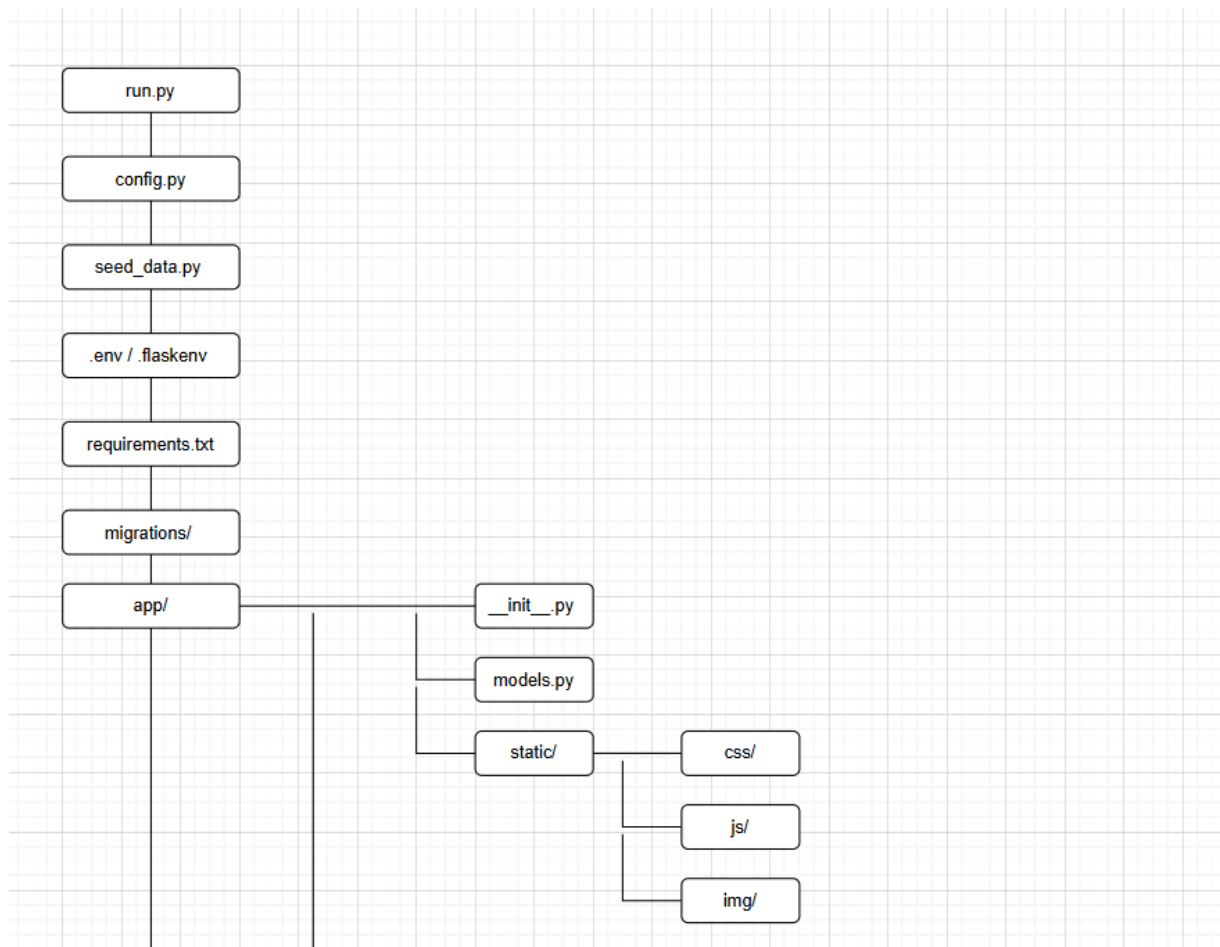 run.py
config.py
seed_data.py
.env / .flaskenv
requirements.txt
migrations/
app/
__init__.py
models.py
static/
css/
js/
img/